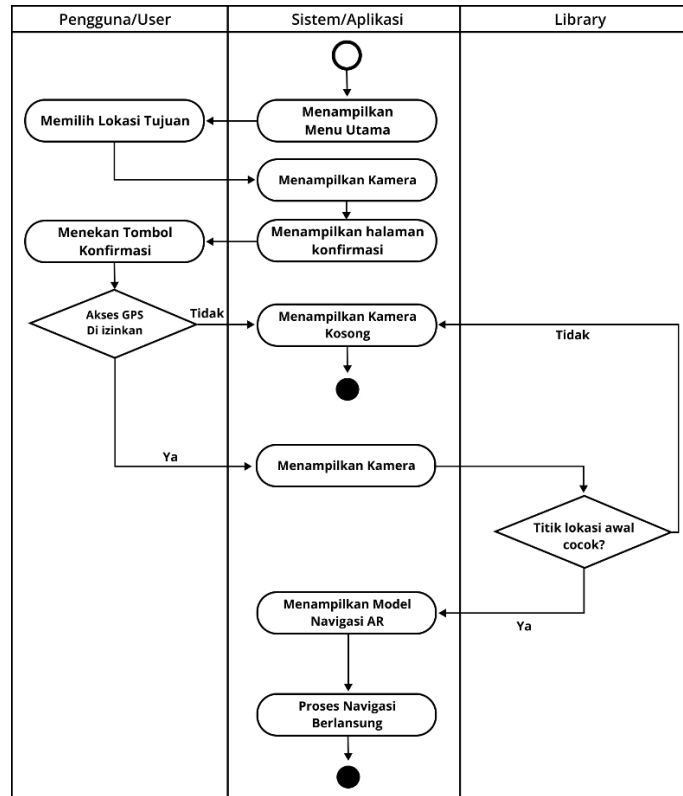 Pengguna/User
Sistem/Aplikasi
Library
Menampilkan
Menu Utama
Memilih Lokasi Tujuan
Menampilkan Kamera
Menampilkan halaman
konfirmasi
Menekan Tombol
Konfirmasi
Akses GPS
Di izinkan
Tidak
Menampilkan Kamera
Kosong
Tidak
Ya
Menampilkan Kamera
Titik lokasi awal
cocok?
Ya
Menampilkan Model
Navigasi AR
Proses Navigasi
Berlansung